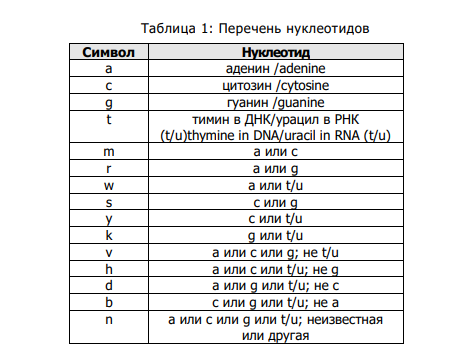 Таблица 1: Перечень нуклеотидов
Символ Нуклеотид
a аденин /adenine
c цитозин /cytosine
g гуанин /guanine
t тимин в ДНК/урацил в РНК
(t/u)thymine in DNA/uracil in RNA (t/u)
m а или с
r а или g
w а или t/u
s с или g
y с или t/u
k g или t/u
v а или с или g; не t/u
h а или с или t/u; не g
d а или g или t/u; не с
b с или g или t/u; не а
n а или с или g или t/u; неизвестная
или другая